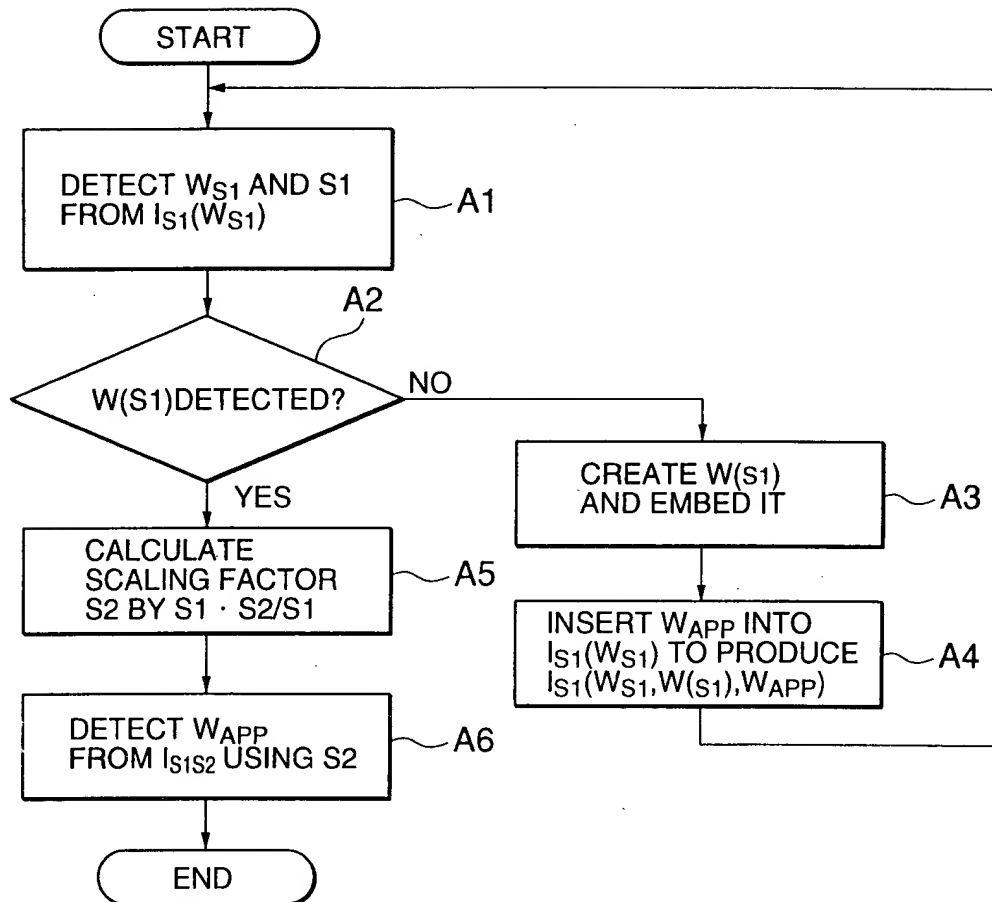 START
DETECT WS1 AND S1
FROM IS1(WS1)
A1
A2
W(S1)DETECTED?
NO
YES
CREATE W(S1)
AND EMBED IT
A3
CALCULATE
SCALING FACTOR
S2 BY S1 · S2/S1
A5
INSERT WAPP INTO
IS1(WS1) TO PRODUCE
IS1(WS1,W(S1),WAPP)
A4
DETECT WAPP
FROM IS1S2 USING S2
A6
END